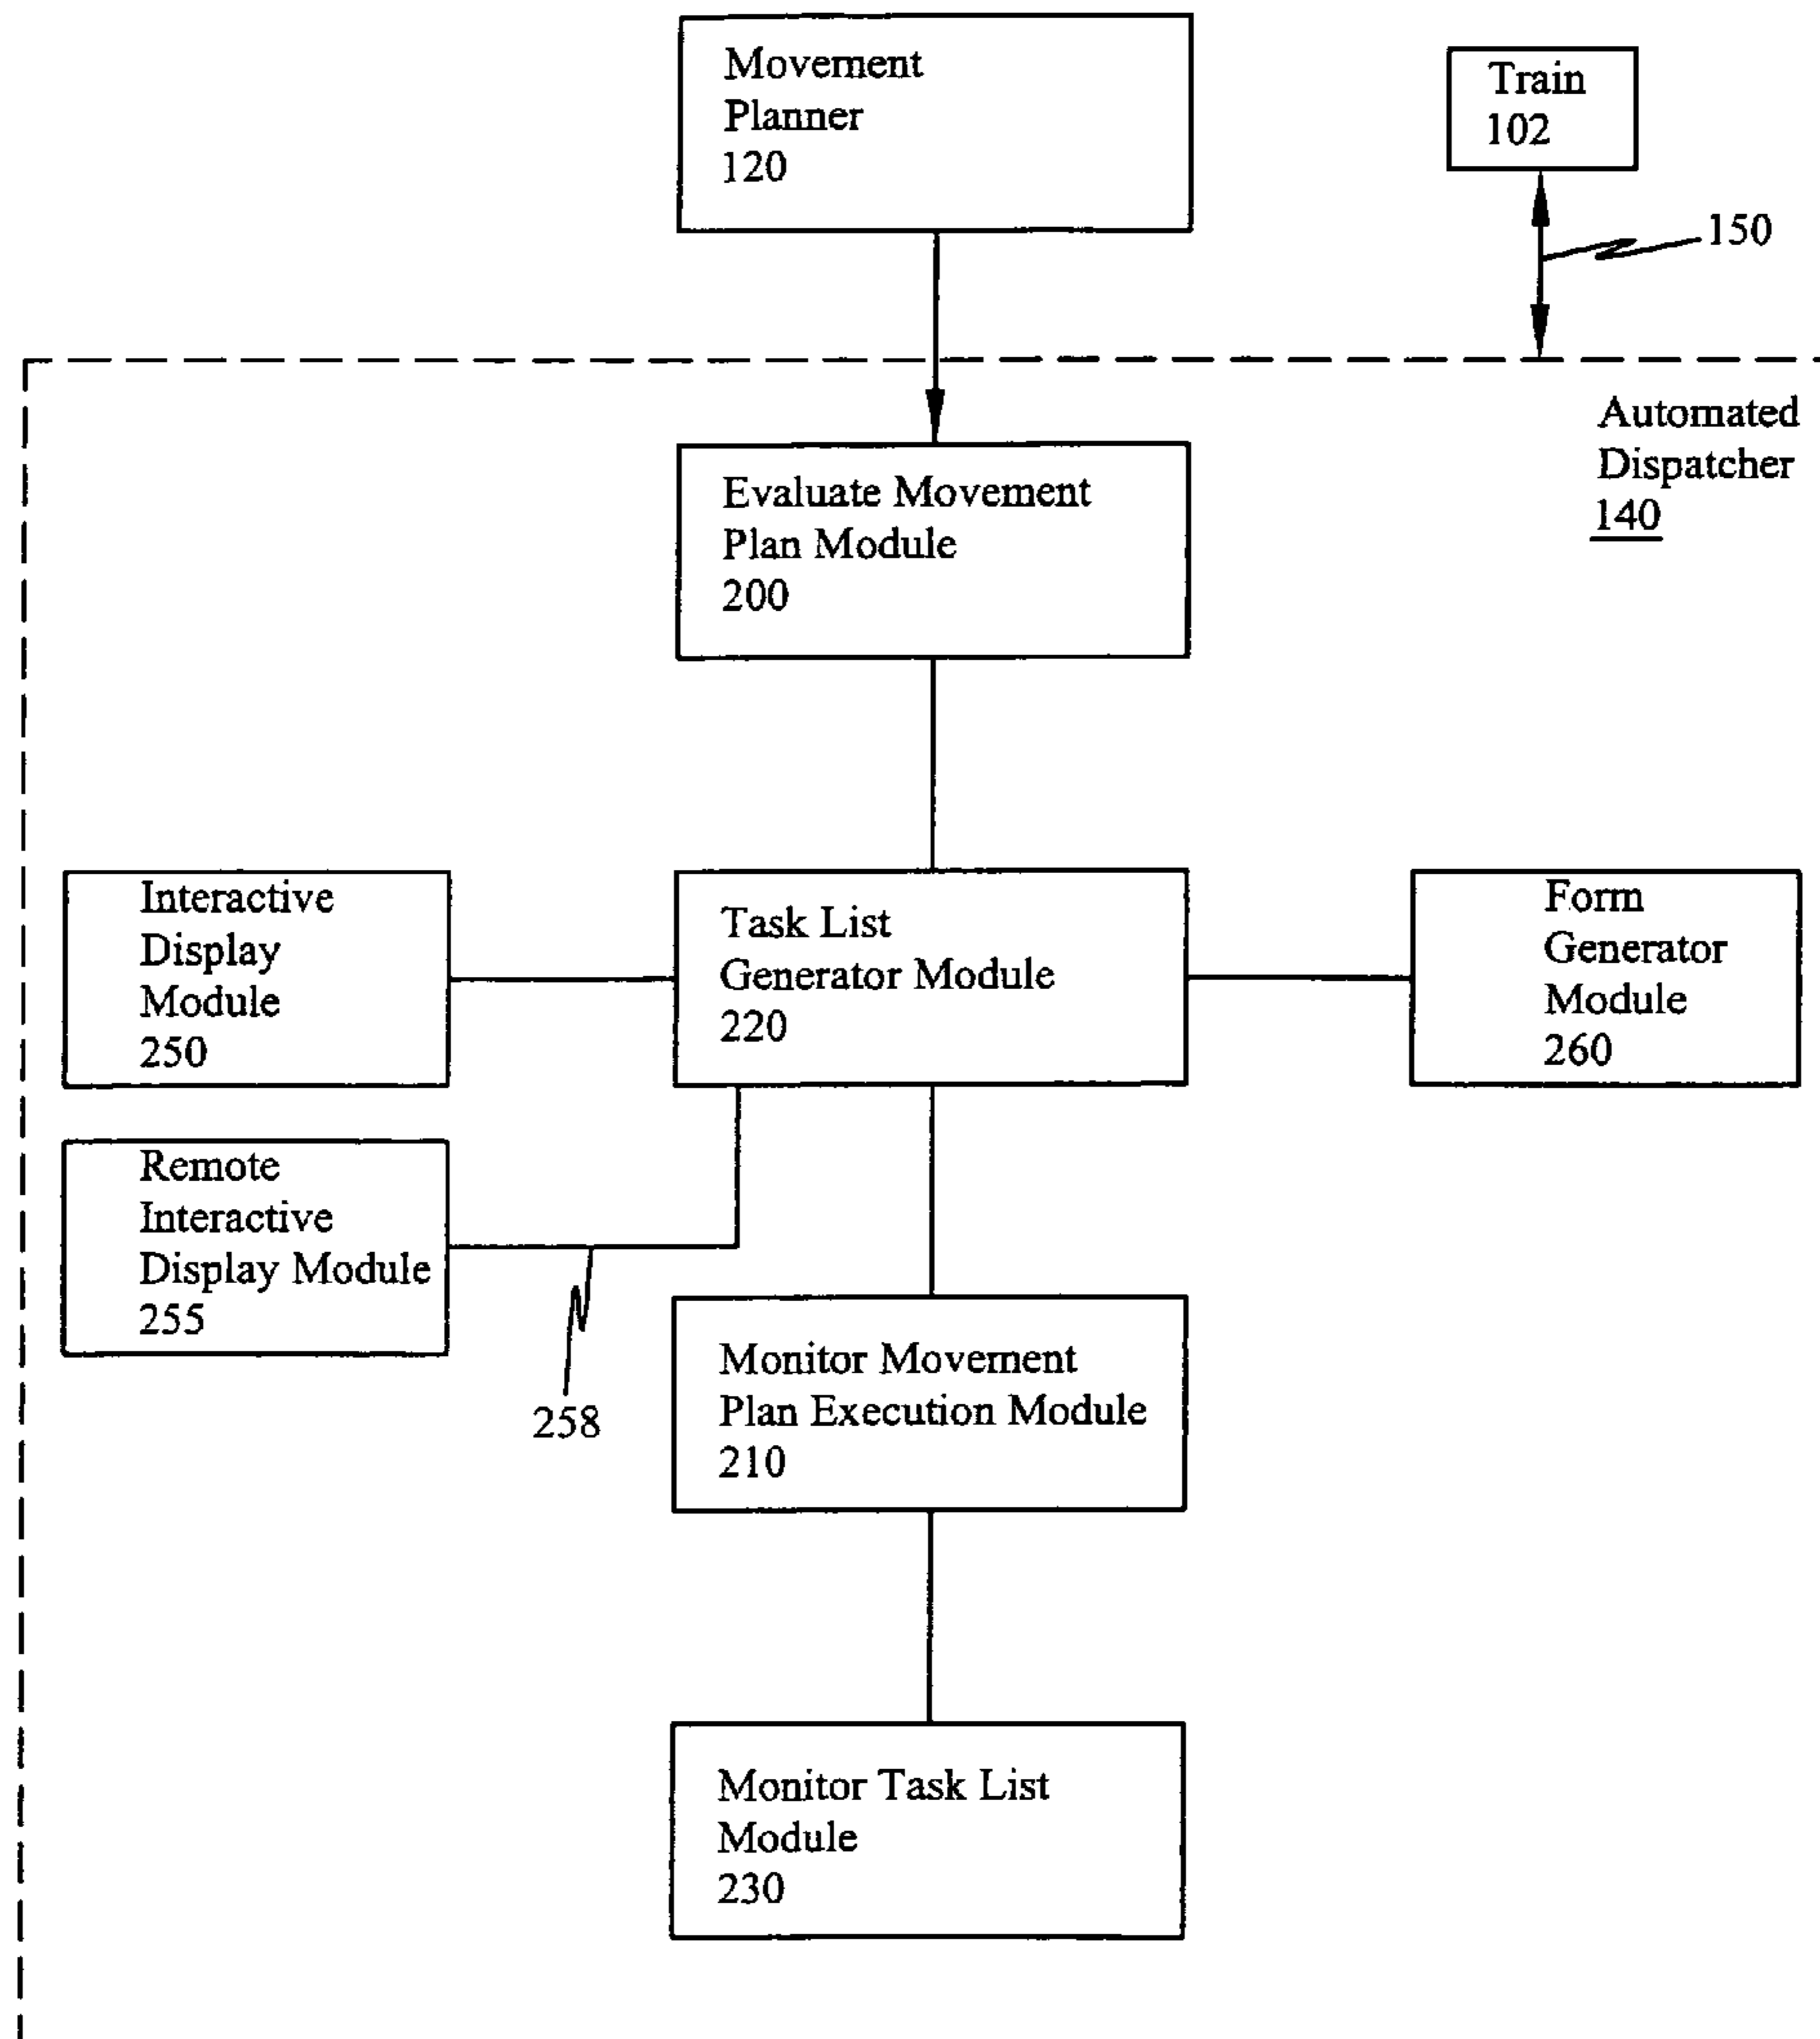 Movement
Planner
120
Train
102
150
Automated
Dispatcher
140
Evaluate Movement
Plan Module
200
Interactive
Display
Module
250
Task List
Generator Module
220
Form
Generator
Module
260
Remote
Interactive
Display Module
255
258
Monitor Movement
Plan Execution Module
210
Monitor Task List
Module
230